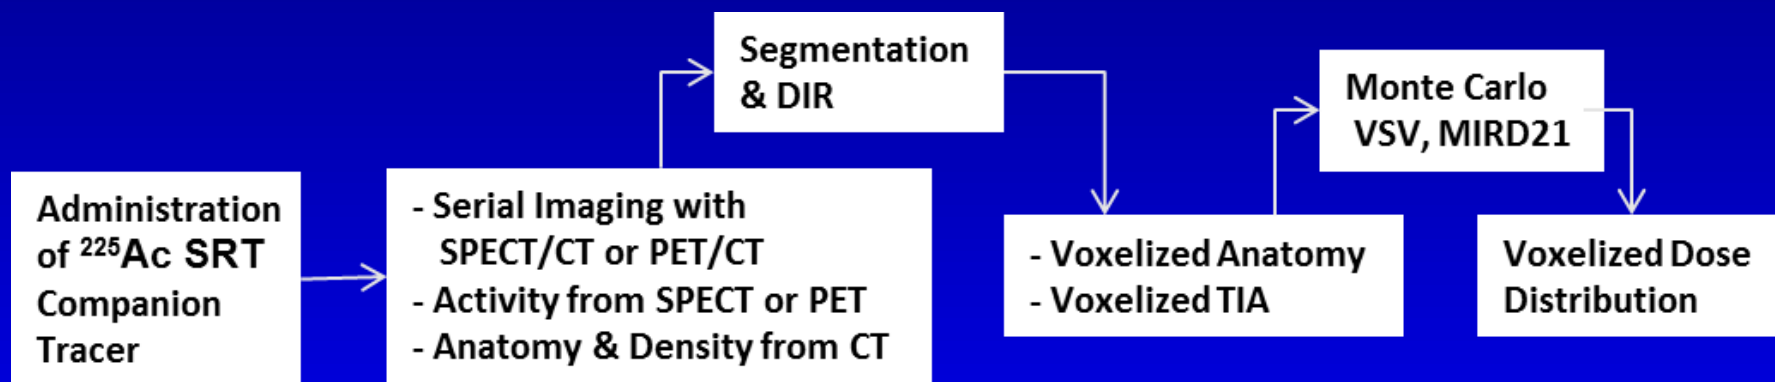 Administration
of ²²⁵Ac SRT
Companion
Tracer
- Serial Imaging with
SPECT/CT or PET/CT
- Activity from SPECT or PET
- Anatomy & Density from CT
Segmentation
& DIR
- Voxelized Anatomy
- Voxelized TIA
Monte Carlo
VSV, MIRD21
Voxelized Dose
Distribution